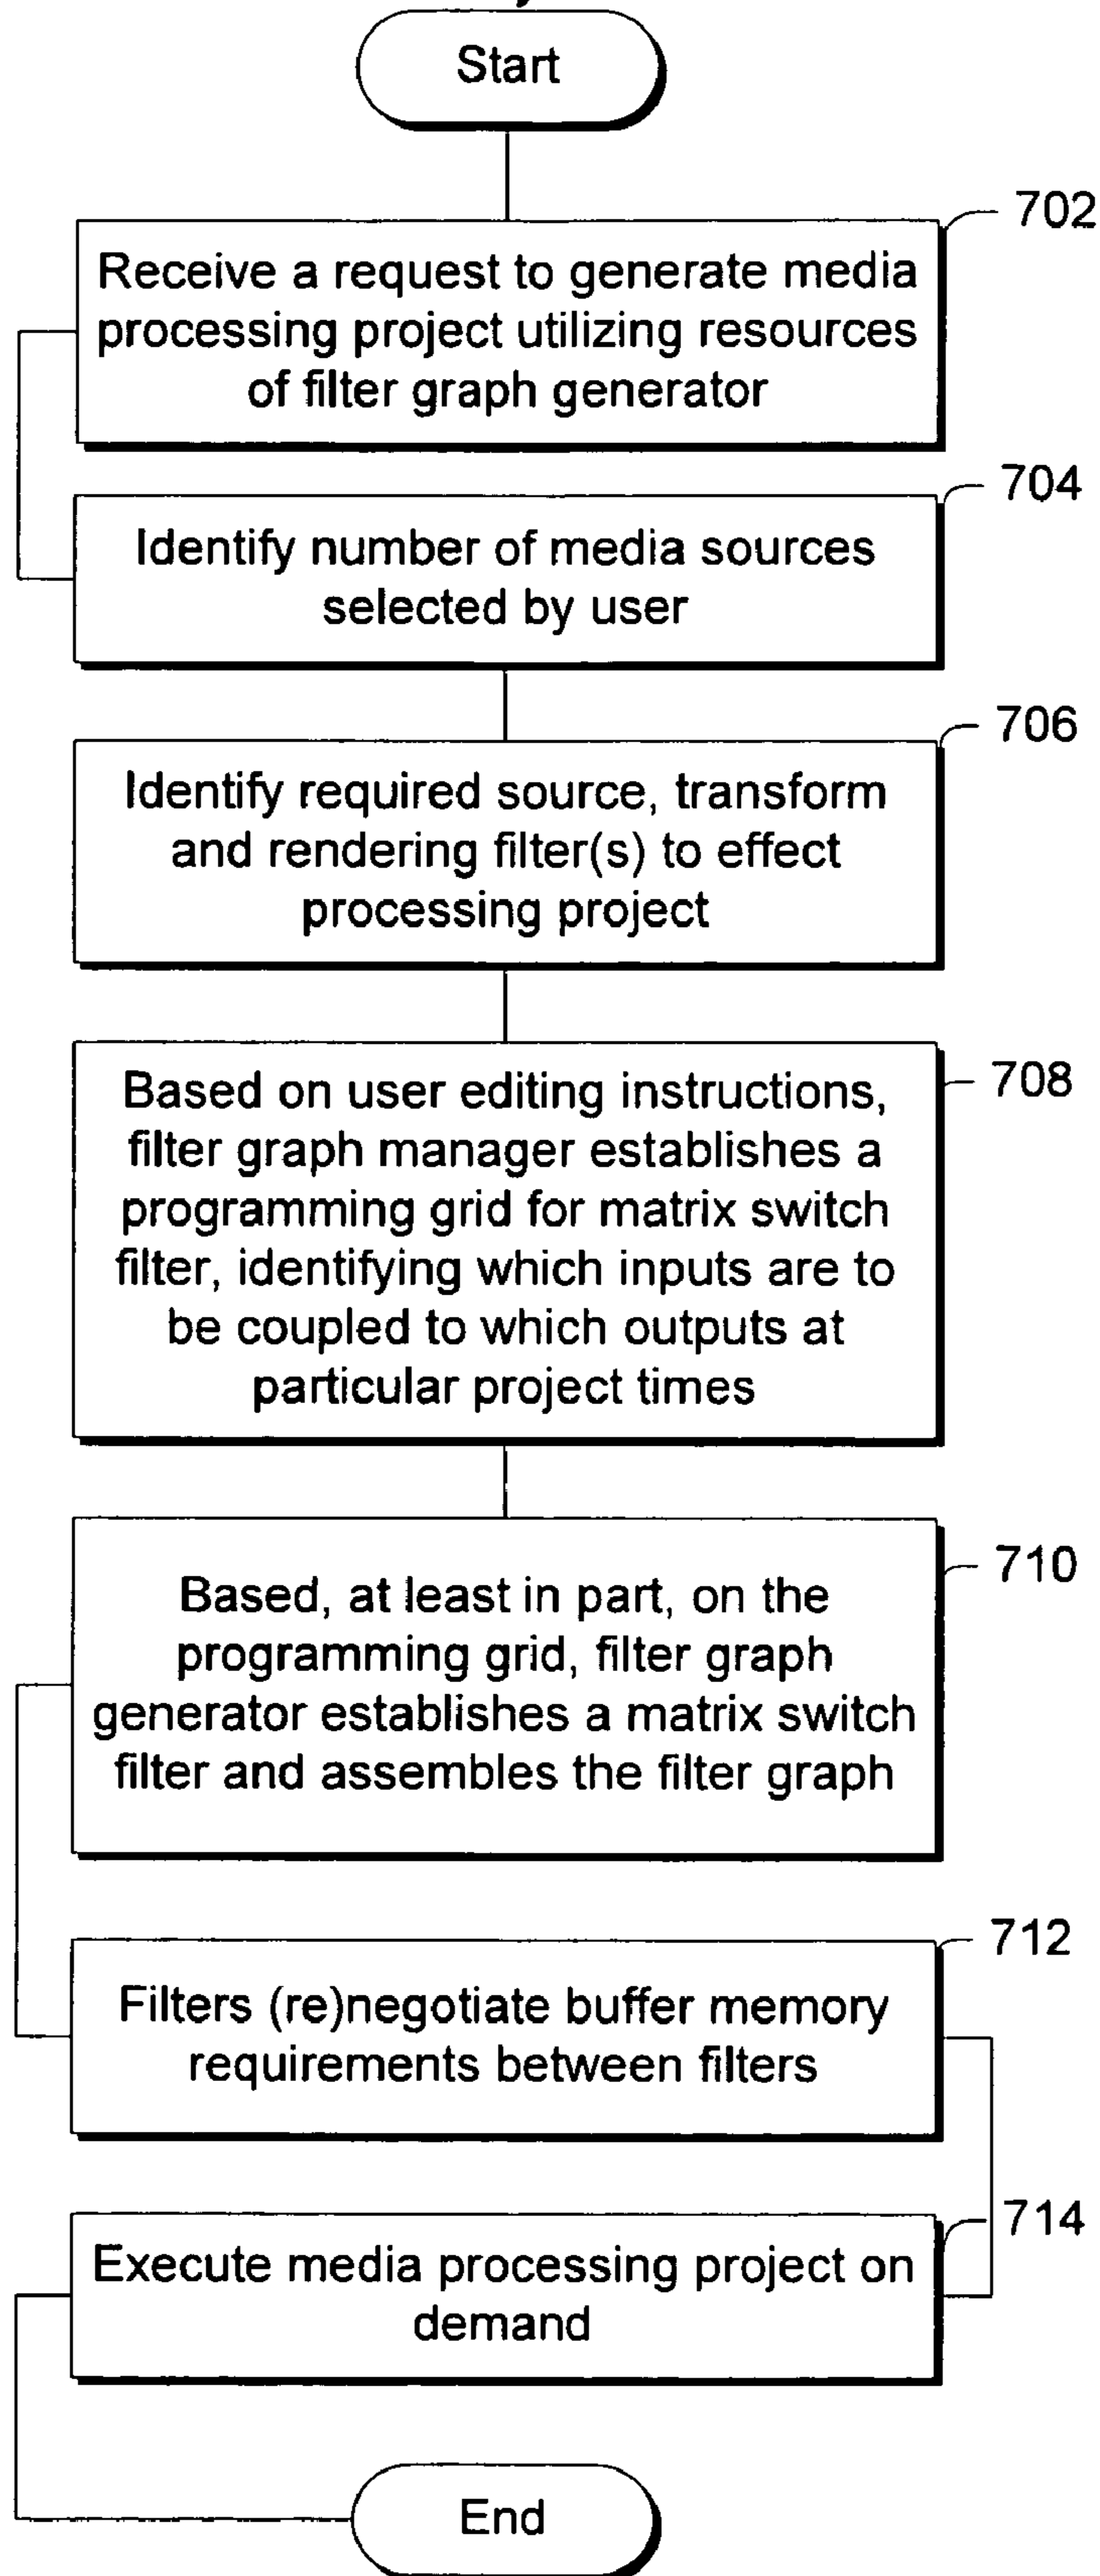 Start
702
Receive a request to generate media
processing project utilizing resources
of filter graph generator
704
Identify number of media sources
selected by user
706
Identify required source, transform
and rendering filter(s) to effect
processing project
708
Based on user editing instructions,
filter graph manager establishes a
programming grid for matrix switch
filter, identifying which inputs are to
be coupled to which outputs at
particular project times
710
Based, at least in part, on the
programming grid, filter graph
generator establishes a matrix switch
filter and assembles the filter graph
712
Filters (re)negotiate buffer memory
requirements between filters
714
Execute media processing project on
demand
End